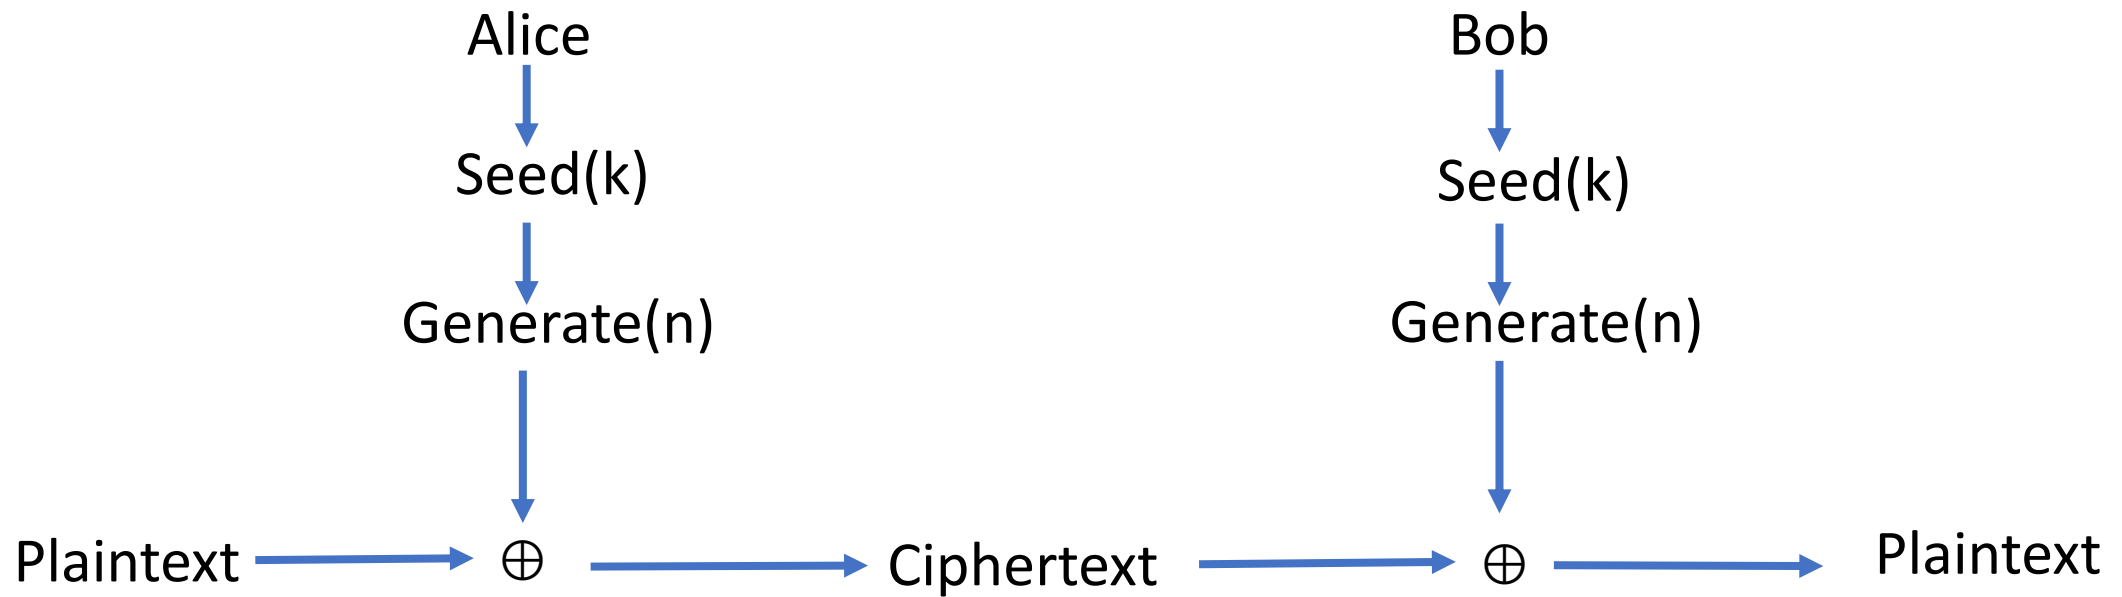 Alice
Bob
Seed(k)
Seed(k)
Generate(n)
Generate(n)
Plaintext
⊕
Ciphertext
⊕
Plaintext